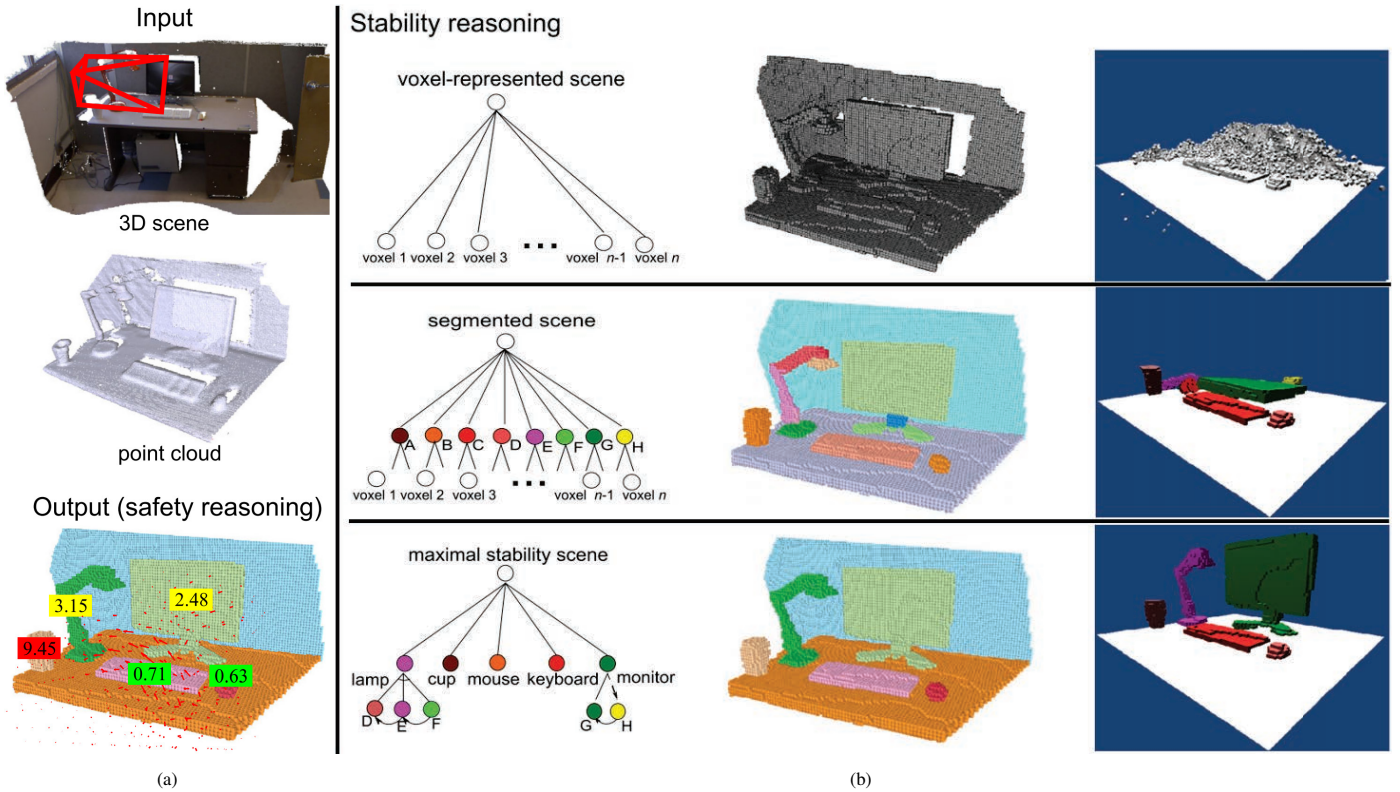 Input
3D scene
point cloud
Output (safety reasoning)
3.15
2.48
9.45
0.71
0.63
(a)
Stability reasoning
voxel-represented scene
voxel 1 voxel 2 voxel 3 ... voxel n-1 voxel n
segmented scene
A B C D E F G H
voxel 1 voxel 2 voxel 3 ... voxel n-1 voxel n
maximal stability scene
lamp cup mouse keyboard monitor
D E F G H
(b)